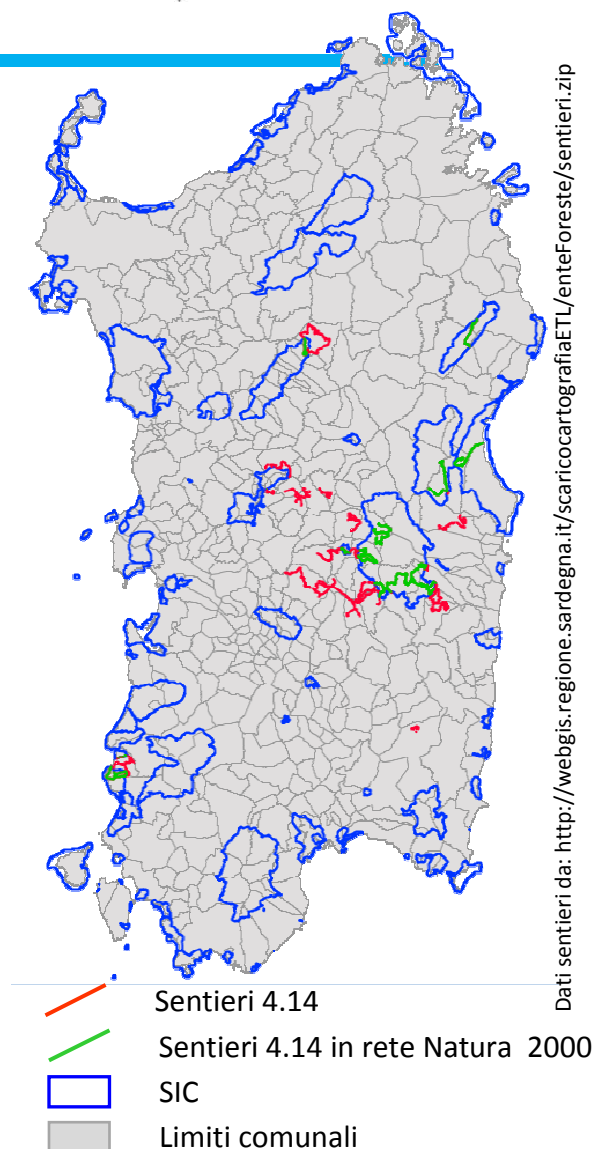 Dati sentieri da: http://webgis.regione.sardegna.it/scaricocartografiaETL/enteForeste/sentieri.zip
Sentieri 4.14
Sentieri 4.14 in rete Natura 2000
SIC
Limiti comunali